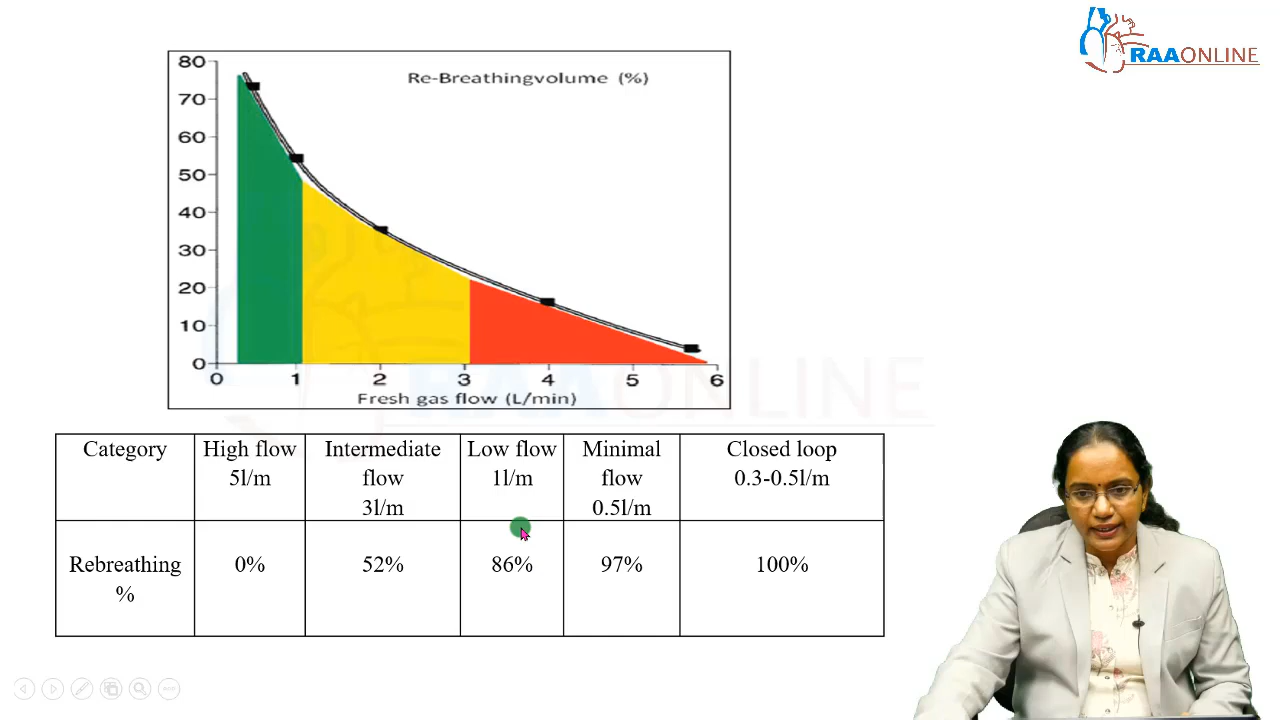 RAAONLINE
Re-Breathingvolume (%)
80
70
60
50
40
30
20
10
0
0 1 2 3 4 5 6
Fresh gas flow (L/min)
RAAONLINE
Category High flow 5l/m Intermediate flow 3l/m Low flow 1l/m Minimal flow 0.5l/m Closed loop 0.3-0.5l/m
Rebreathing % 0% 52% 86% 97% 100%